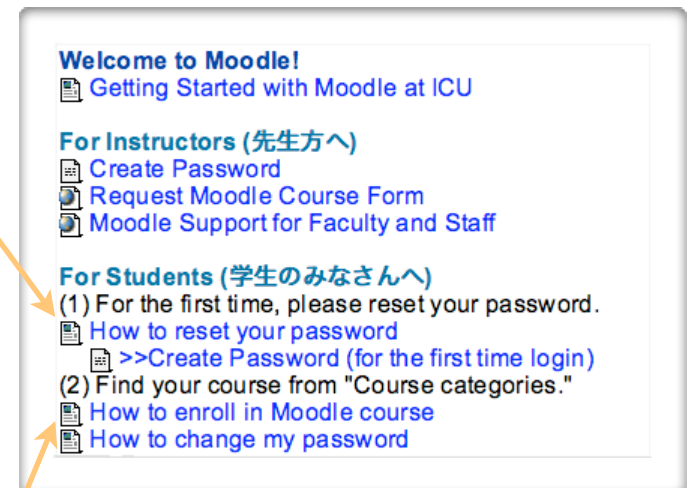 Welcome to Moodle!
Getting Started with Moodle at ICU
For Instructors (先生方へ)
Create Password
Request Moodle Course Form
Moodle Support for Faculty and Staff
For Students (学生のみなさんへ)
(1) For the first time, please reset your password.
How to reset your password
>>Create Password (for the first time login)
(2) Find your course from "Course categories."
How to enroll in Moodle course
How to change my password